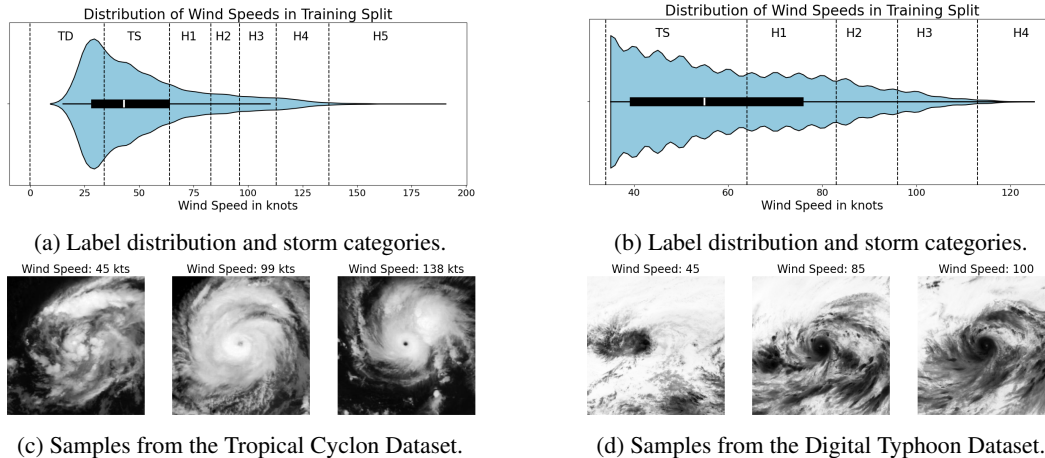 Distribution of Wind Speeds in Training Split
TD TS H1 H2 H3 H4 H5
0 25 50 75 100 125 150 175 200
Wind Speed in knots
(a) Label distribution and storm categories.
Distribution of Wind Speeds in Training Split
TS H1 H2 H3 H4
40 60 80 100 120
Wind Speed in knots
(b) Label distribution and storm categories.
Wind Speed: 45 kts Wind Speed: 99 kts Wind Speed: 138 kts
(c) Samples from the Tropical Cyclon Dataset.
Wind Speed: 45 Wind Speed: 85 Wind Speed: 100
(d) Samples from the Digital Typhoon Dataset.